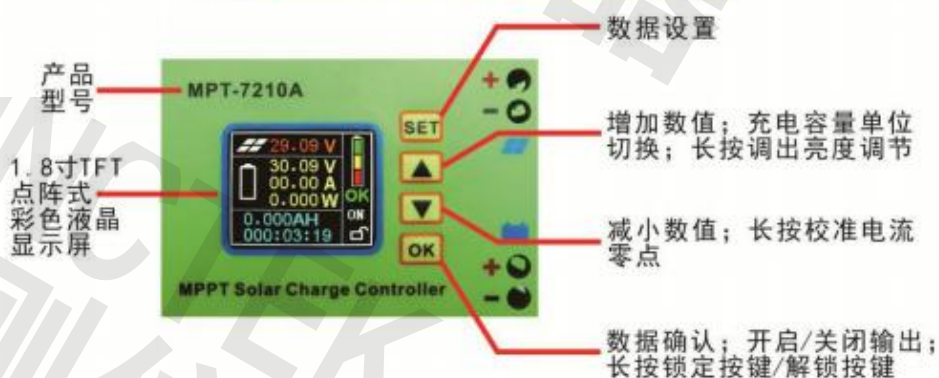 数据设置
产品
型号
MPT-7210A
SET
增加数值；充电容量单位
切换；长按调出亮度调节
1.8寸TFT
点阵式
彩色液晶
显示屏
29.09 V
30.09 V
00.00 A
0.000W
OK
ON
0.000AH
000:03:19
减小数值；长按校准电流
零点
OK
MPPT Solar Charge Controller
数据确认；开启/关闭输出；
长按锁定按键/解锁按键